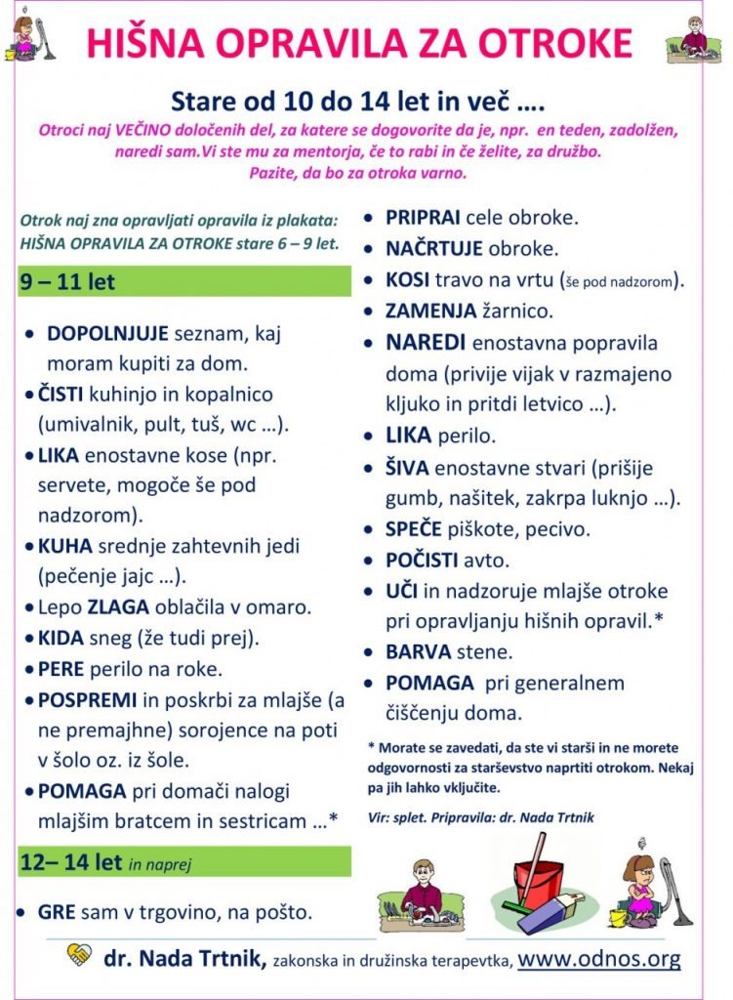 HIŠNA OPRAVILA ZA OTROKE
Stare od 10 do 14 let in več ….
Otroci naj VEČINO določenih del, za katere se dogovorite da je, npr. en teden, zadolžen,
naredi sam.Vi ste mu za mentorja, če to rabi in če želite, za družbo.
Pazite, da bo za otroka varno.
Otrok naj zna opravljati opravila iz plakata:
HIŠNA OPRAVILA ZA OTROKE stare 6 – 9 let.
9 – 11 let
• DOPOLNJUJE seznam, kaj
moram kupiti za dom.
• ČISTI kuhinjo in kopalnico
(umivalnik, pult, tuš, wc …).
• LIKA enostavne kose (npr.
servete, mogoče še pod
nadzorom).
• KUHA srednje zahtevnih jedi
(pečenje jajc …).
• Lepo ZLAGA oblačila v omaro.
• KIDA sneg (že tudi prej).
• PERE perilo na roke.
• POSPREMI in poskrbi za mlajše (a
ne premajhne) sorojence na poti
v šolo oz. iz šole.
• POMAGA pri domači nalogi
mlajšim bratcem in sestricam …*
12– 14 let in naprej
• GRE sam v trgovino, na pošto.
• PRIPRAI cele obroke.
• NAČRTUJE obroke.
• KOSI travo na vrtu (še pod nadzorom).
• ZAMENJA žarnico.
• NAREDI enostavna popravila
doma (privije vijak v razmajeno
kljuko in pritdi letvico …).
• LIKA perilo.
• ŠIVA enostavne stvari (prišije
gumb, našitek, zakrpa luknjo …).
• SPEČE piškote, pecivo.
• POČISTI avto.
• UČI in nadzoruje mlajše otroke
pri opravljanju hišnih opravil.*
• BARVA stene.
• POMAGA pri generalnem
čiščenju doma.
* Morate se zavedati, da ste vi starši in ne morete
odgovornosti za starševstvo naprtiti otrokom. Nekaj
pa jih lahko vključite.
Vir: splet. Pripravila: dr. Nada Trtnik
dr. Nada Trtnik, zakonska in družinska terapevtka, www.odnos.org